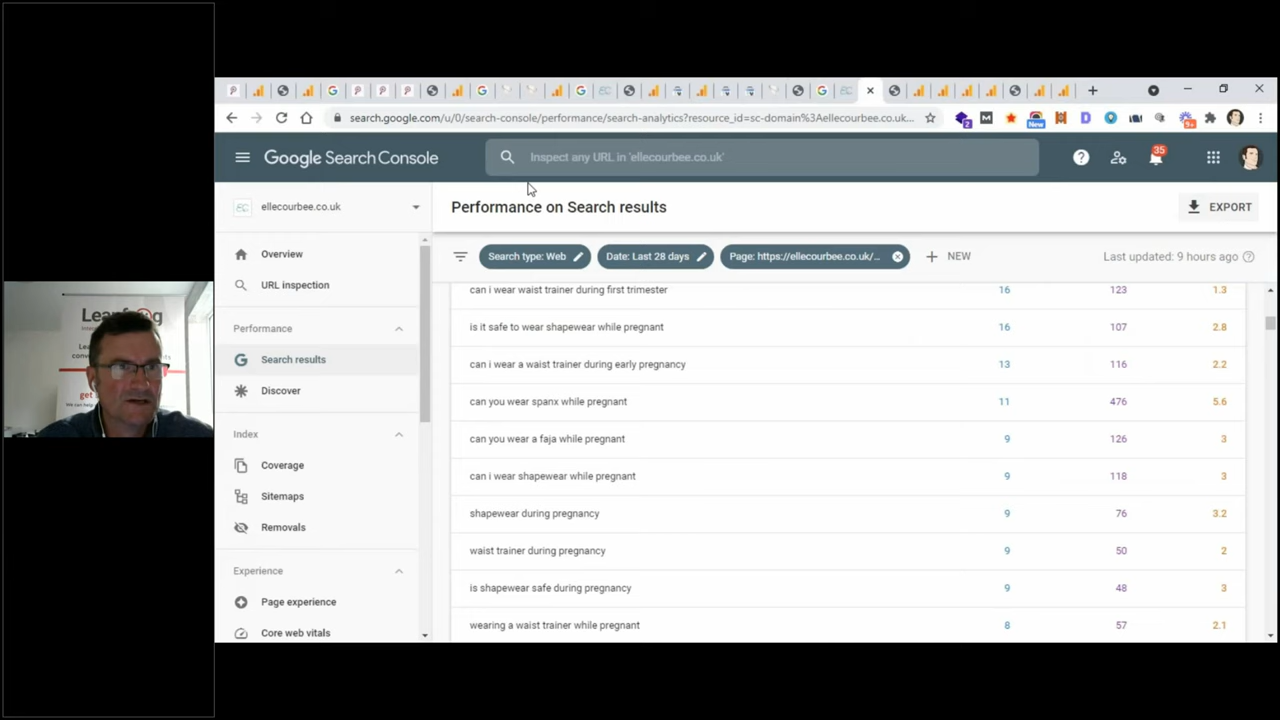 search.google.com/u/0/search-console/performance/search-analytics?resource_id=sc-domain%3Aellecourbee.co.uk...
Google Search Console
Inspect any URL in 'ellecourbee.co.uk'
35
ellecourbee.co.uk
Performance on Search results
EXPORT
Overview
URL inspection
Performance
Search results
Discover
Index
Coverage
Sitemaps
Removals
Experience
Page experience
Core web vitals
Search type: Web
Date: Last 28 days
Page: https://ellecourbee.co.uk/...
NEW
Last updated: 9 hours ago
can i wear waist trainer during first trimester 16 123 1.3
is it safe to wear shapewear while pregnant 16 107 2.8
can i wear a waist trainer during early pregnancy 13 116 2.2
can you wear spanx while pregnant 11 476 5.6
can you wear a faja while pregnant 9 126 3
can i wear shapewear while pregnant 9 118 3
shapewear during pregnancy 9 76 3.2
waist trainer during pregnancy 9 50 2
is shapewear safe during pregnancy 9 48 3
wearing a waist trainer while pregnant 8 57 2.1